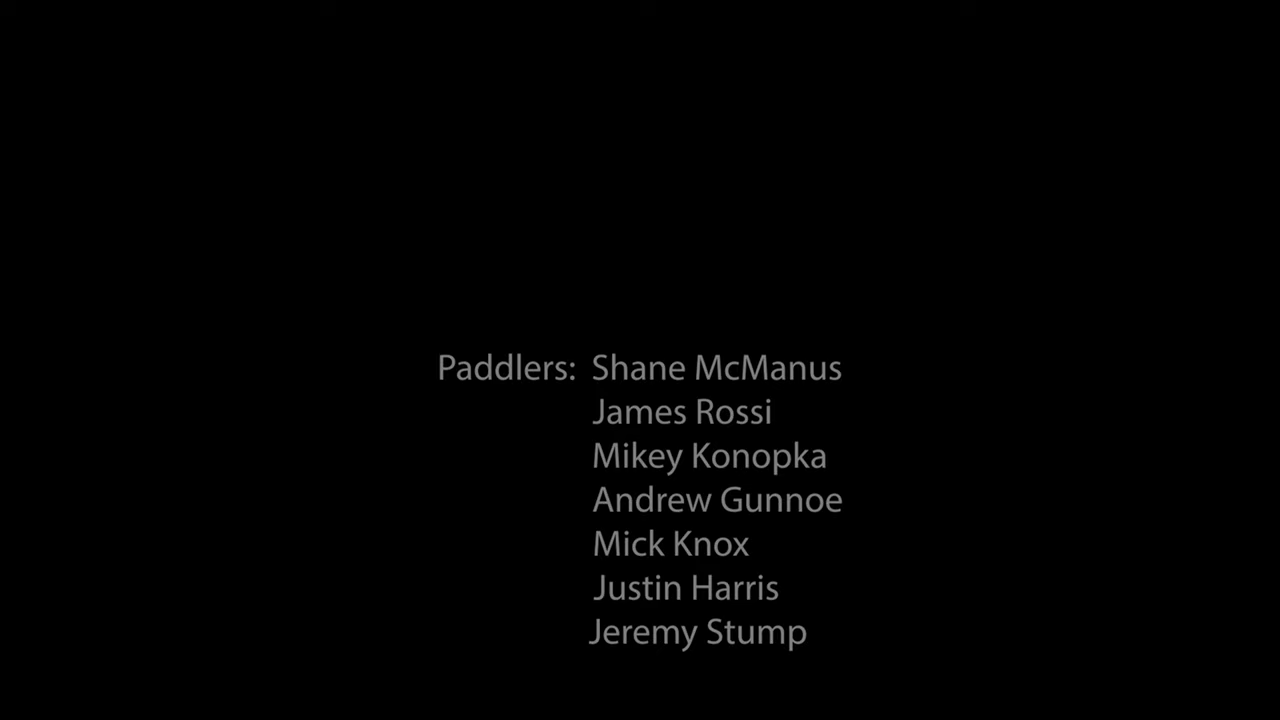 Paddlers: Shane McManus
James Rossi
Mikey Konopka
Andrew Gunnoe
Mick Knox
Justin Harris
Jeremy Stump